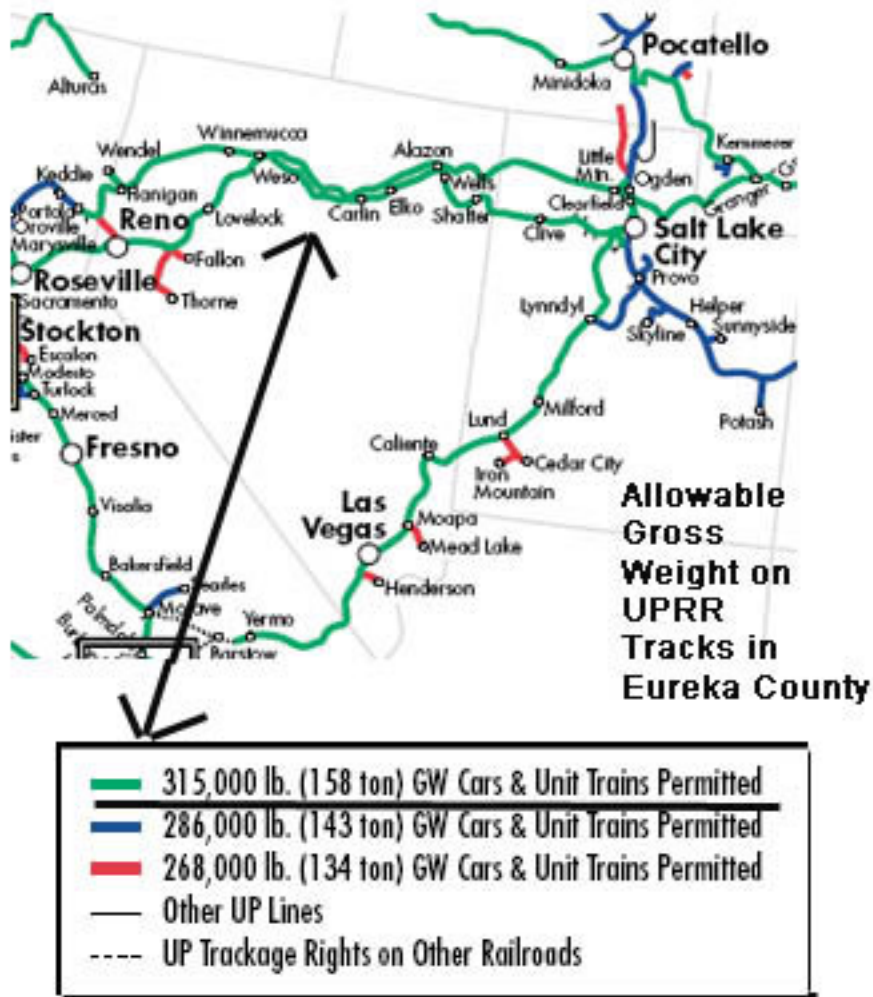 Pocatello
Minidoka
Alturas
Winnemucca
Wendel
Alazon
Kemmerer
Keddie
Weso
Little
Mtn.
Ogden
Wells
Flanigan
Portola
Carlin
Elko
Shafter
Clearfield
Granger
Oroville
Reno
Lovelock
Marysville
Clive
Salt Lake
City
Fallon
Roseville
Provo
Sacramento
Thorne
Lynndyl
Helper
Stockton
Skyline
Sunnyside
Escalon
Modesto
Turlock
Merced
Lund
Milford
Potash
Caliente
Fresno
Iron
Mountain
Cedar City
Las
Vegas
Allowable
Gross
Weight on
UPRR
Tracks in
Eureka County
Visalia
Moapa
Mead Lake
Bakersfield
Henderson
Mojave
Yermo
Barstow
315,000 lb. (158 ton) GW Cars & Unit Trains Permitted
286,000 lb. (143 ton) GW Cars & Unit Trains Permitted
268,000 lb. (134 ton) GW Cars & Unit Trains Permitted
Other UP Lines
UP Trackage Rights on Other Railroads